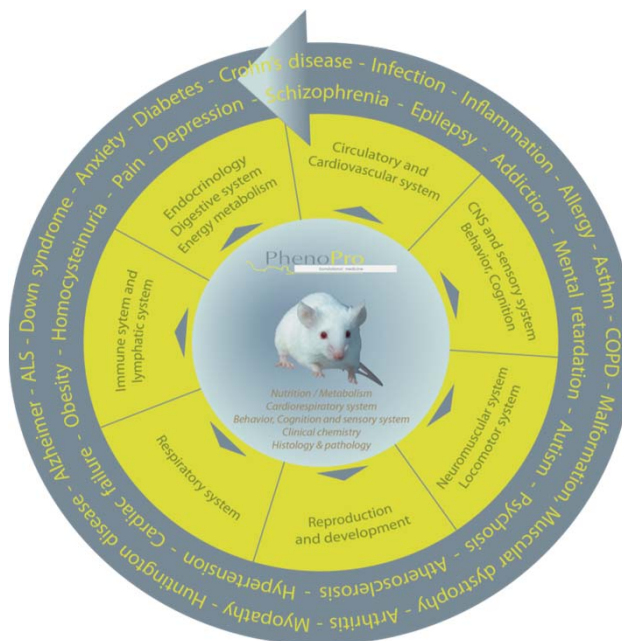 Crohn's disease - Infection - Inflammation - Allergy - Asthm - COPD - Malformation, Muscular dystrophy - Arthritis - Myopathy - Huntington disease - Alzheimer - ALS - Down syndrome - Anxiety - Diabetes -
Schizophrenia - Epilepsy - Addiction - Mental retardation - Autism - Psychosis - Atherosclerosis - Hypertension - Cardiac failure - Obesity - Homocysteinuria - Pain - Depression -
Circulatory and
Cardiovascular system
CNS and sensory system
Behavior, Cognition
Neuromuscular system
Locomotor system
Reproduction
and development
Respiratory system
Immune sytem and
lymphatic system
Endocrinology
Digestive system
Energy metabolism
PhenoPro
Nutrition / Metabolism
Cardiorespiratory system
Behavior, Cognition and sensory system
Clinical chemistry
Histology & pathology